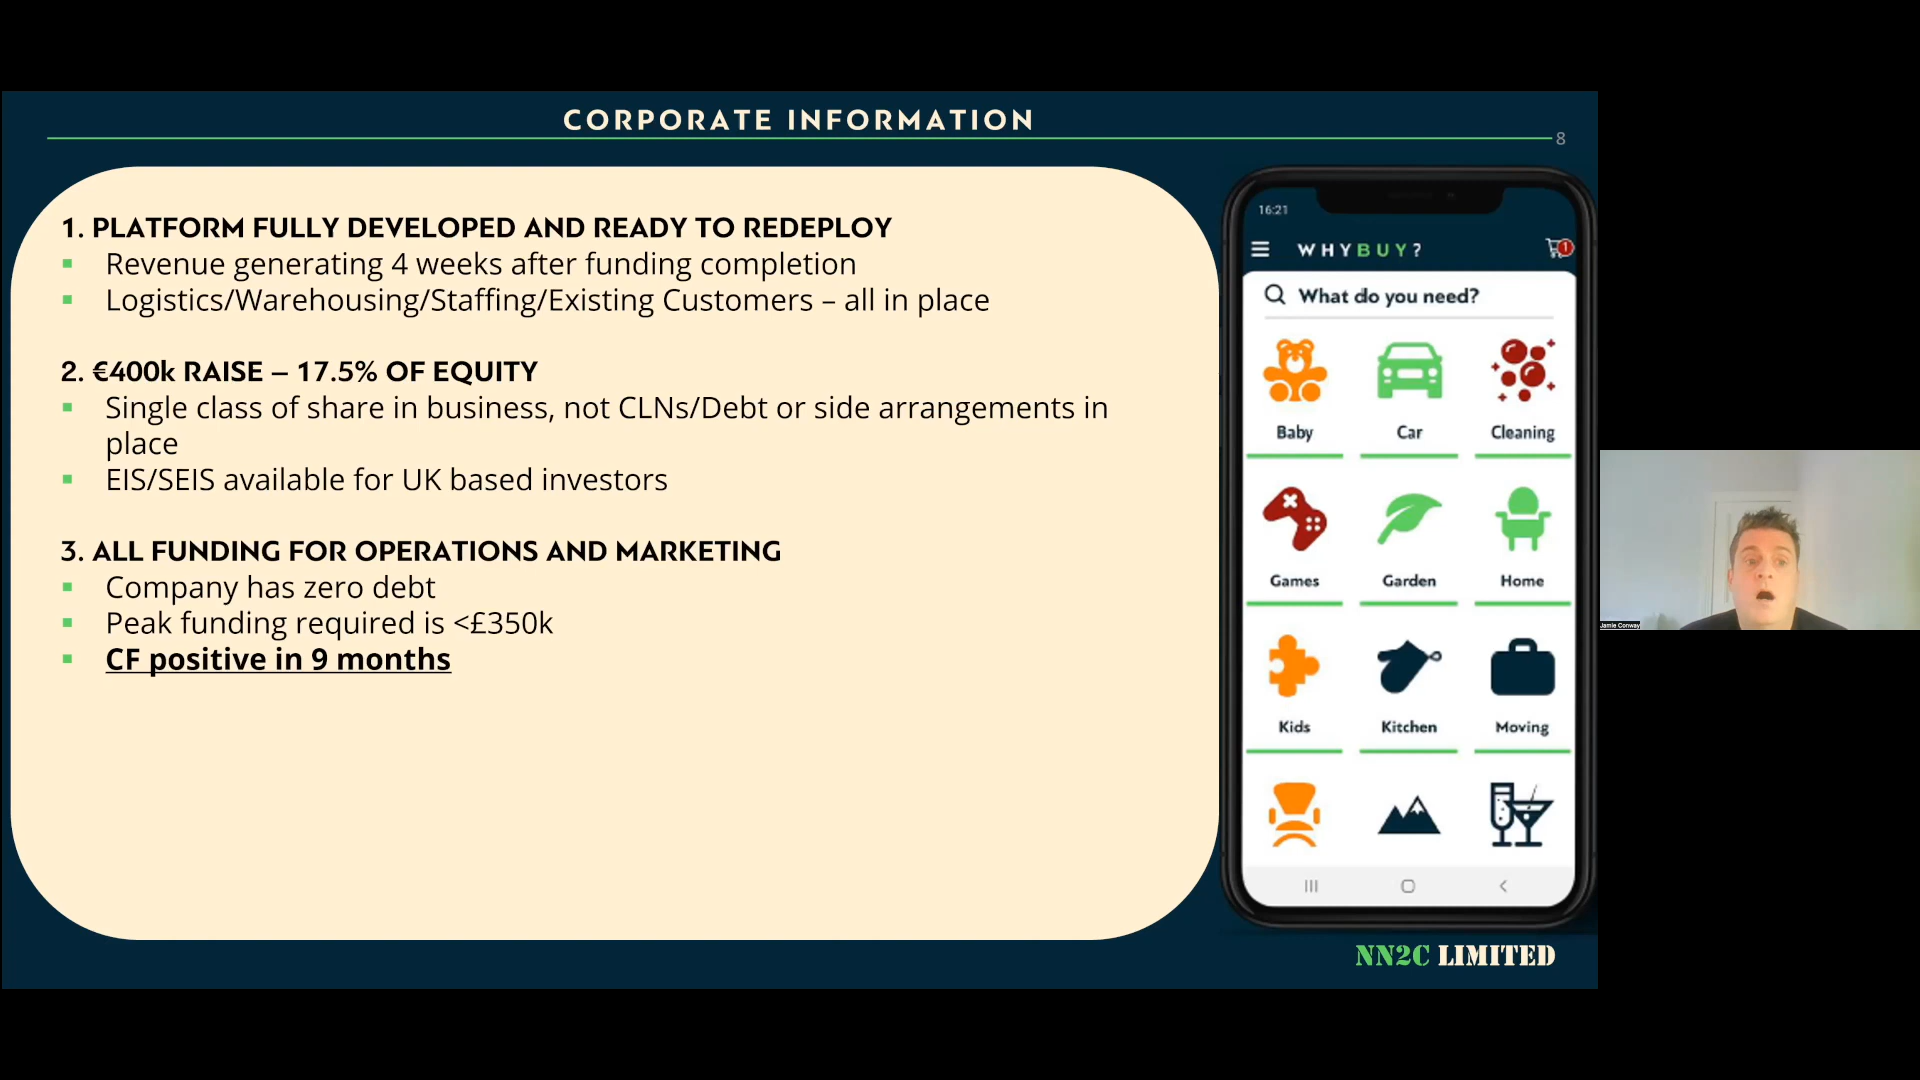 CORPORATE INFORMATION
8
1. PLATFORM FULLY DEVELOPED AND READY TO REDEPLOY
Revenue generating 4 weeks after funding completion
Logistics/Warehousing/Staffing/Existing Customers – all in place
2. €400k RAISE – 17.5% OF EQUITY
Single class of share in business, not CLNs/Debt or side arrangements in
place
EIS/SEIS available for UK based investors
3. ALL FUNDING FOR OPERATIONS AND MARKETING
Company has zero debt
Peak funding required is <£350k
CF positive in 9 months
16:21
WHYBUY?
1
What do you need?
Baby Car Cleaning
Games Garden Home
Kids Kitchen Moving
NN2C LIMITED
Jamie Conway